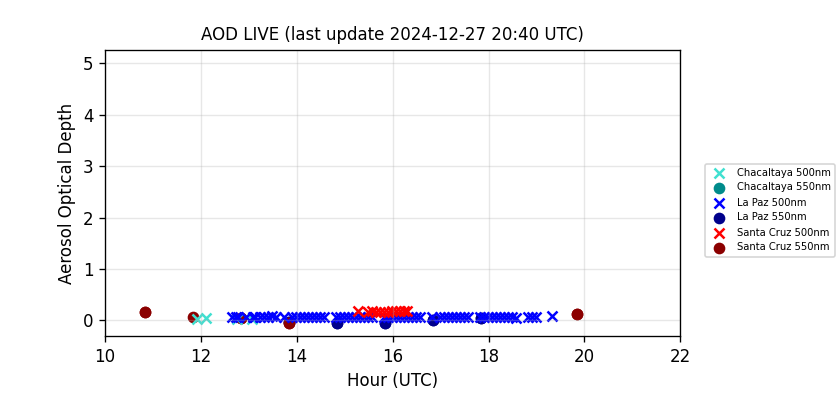 AOD LIVE (last update 2024-12-27 20:40 UTC)
Aerosol Optical Depth
5
4
3
2
1
0
10 12 14 16 18 20 22
Hour (UTC)
Chacaltaya 500nm
Chacaltaya 550nm
La Paz 500nm
La Paz 550nm
Santa Cruz 500nm
Santa Cruz 550nm